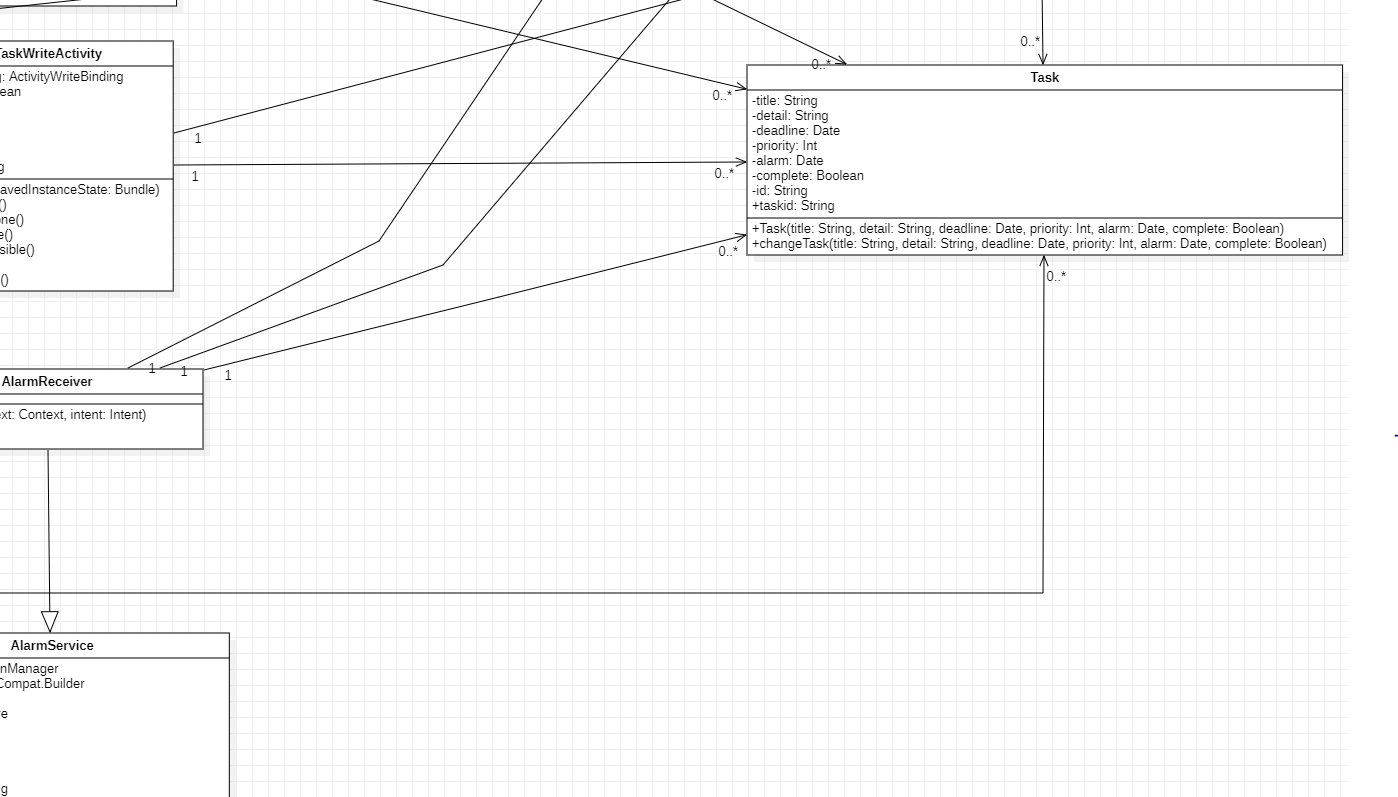 TaskWriteActivity
g: ActivityWriteBinding
ean
g
avedInstanceState: Bundle)
()
one()
e()
sible()
()
1
1
0..*
0..*
0..*
0..*
0..*
0..*
Task
-title: String
-detail: String
-deadline: Date
-priority: Int
-alarm: Date
-complete: Boolean
-id: String
+taskid: String
+Task(title: String, detail: String, deadline: Date, priority: Int, alarm: Date, complete: Boolean)
+changeTask(title: String, detail: String, deadline: Date, priority: Int, alarm: Date, complete: Boolean)
1
1
1
AlarmReceiver
ext: Context, intent: Intent)
AlarmService
nManager
Compat.Builder
e
g